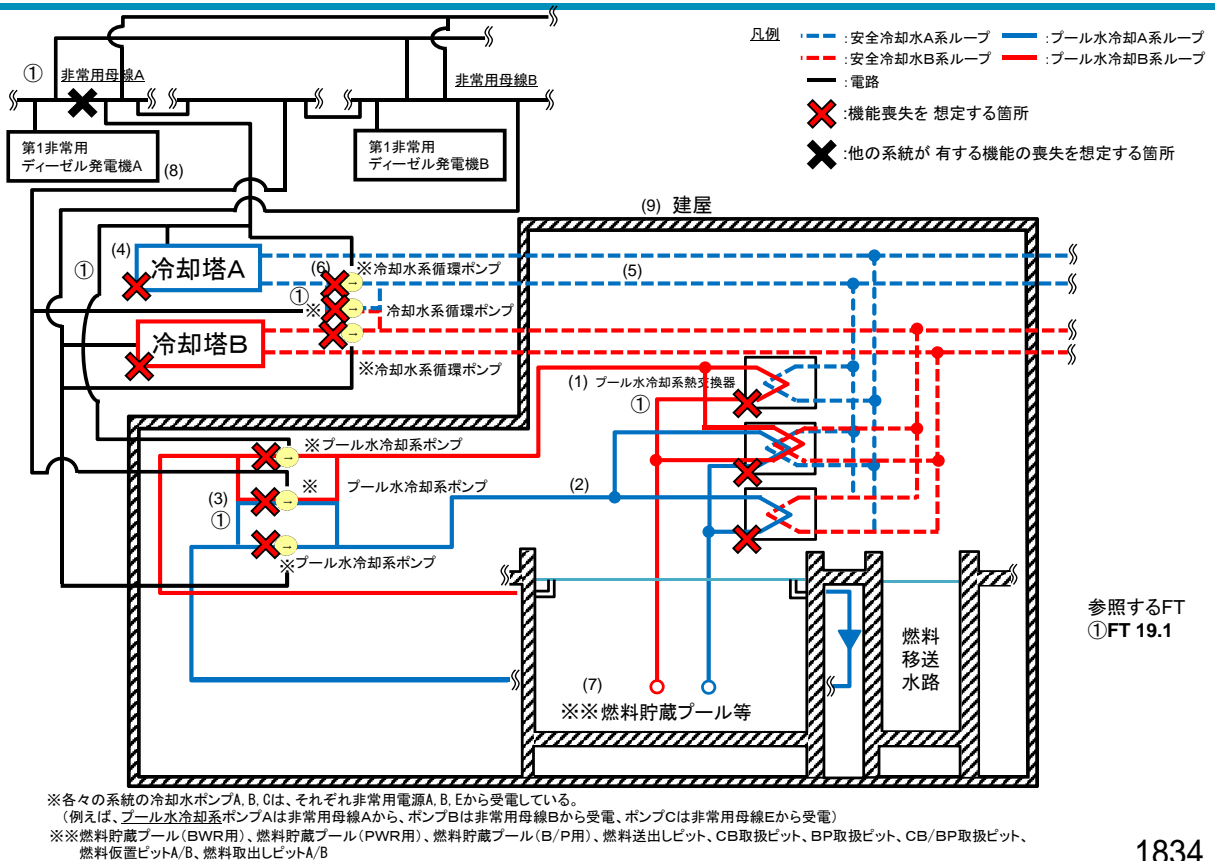 凡例
:安全冷却水A系ループ :プール水冷却A系ループ
:安全冷却水B系ループ :プール水冷却B系ループ
:電路
:機能喪失を 想定する箇所
:他の系統が 有する機能の喪失を想定する箇所
① 非常用母線A
非常用母線B
第1非常用
ディーゼル発電機A
(8)
第1非常用
ディーゼル発電機B
(9) 建屋
(4)
冷却塔A
①
(6)
※冷却水系循環ポンプ
(5)
①
※ 冷却水系循環ポンプ
冷却塔B
※冷却水系循環ポンプ
(1) プール水冷却系熱交換器
①
※プール水冷却系ポンプ
※ プール水冷却系ポンプ
(2)
(3)
①
※プール水冷却系ポンプ
参照するFT
①FT 19.1
燃料
移送
水路
(7)
※※燃料貯蔵プール等
※各々の系統の冷却水ポンプA, B, Cは、それぞれ非常用電源A, B, Eから受電している。
(例えば、プール水冷却系ポンプAは非常用母線Aから、ポンプBは非常用母線Bから受電、ポンプCは非常用母線Eから受電)
※※燃料貯蔵プール(BWR用)、燃料貯蔵プール(PWR用)、燃料貯蔵プール(B/P用)、燃料送出しピット、CB取扱ピット、BP取扱ピット、CB/BP取扱ピット、
燃料仮置ピットA/B、燃料取出しピットA/B
1834